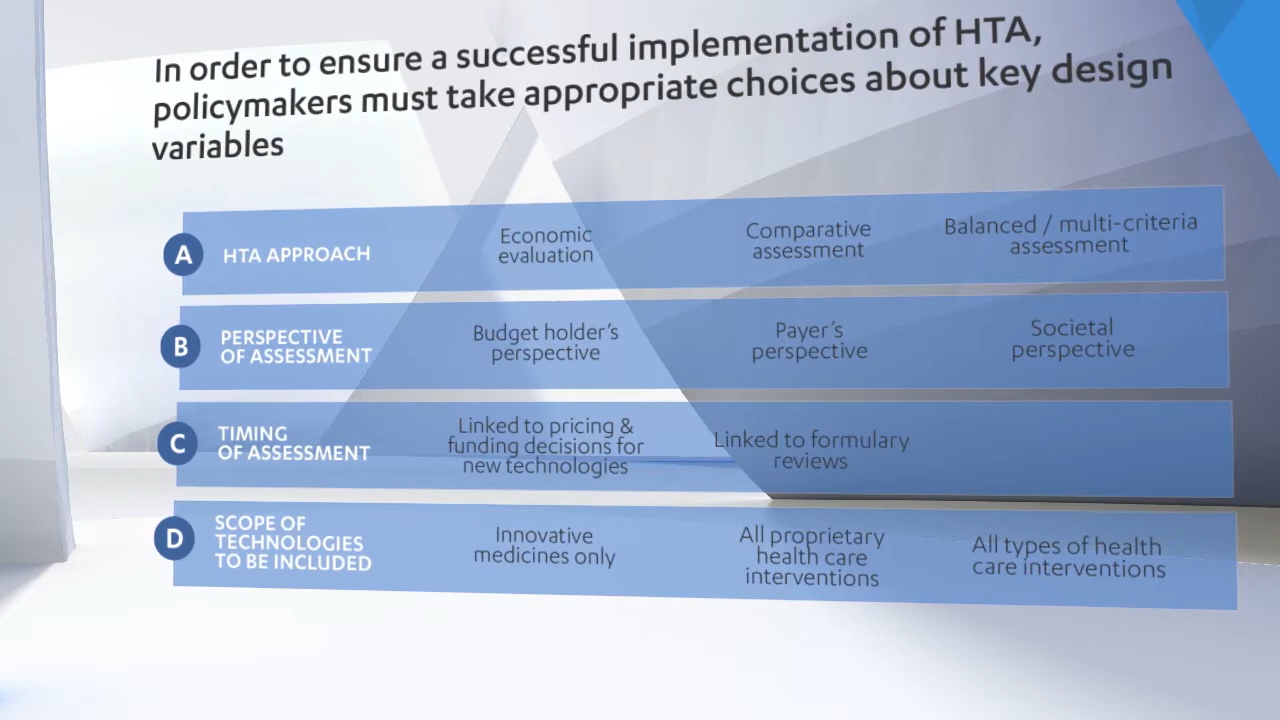 In order to ensure a successful implementation of HTA,
policymakers must take appropriate choices about key design
variables
A
HTA APPROACH
Economic
evaluation
Comparative
assessment
Balanced / multi-criteria
assessment
B
PERSPECTIVE
OF ASSESSMENT
Budget holder's
perspective
Payer's
perspective
Societal
perspective
C
TIMING
OF ASSESSMENT
Linked to pricing &
funding decisions for
new technologies
Linked to formulary
reviews
D
SCOPE OF
TECHNOLOGIES
TO BE INCLUDED
Innovative
medicines only
All proprietary
health care
interventions
All types of health
care interventions